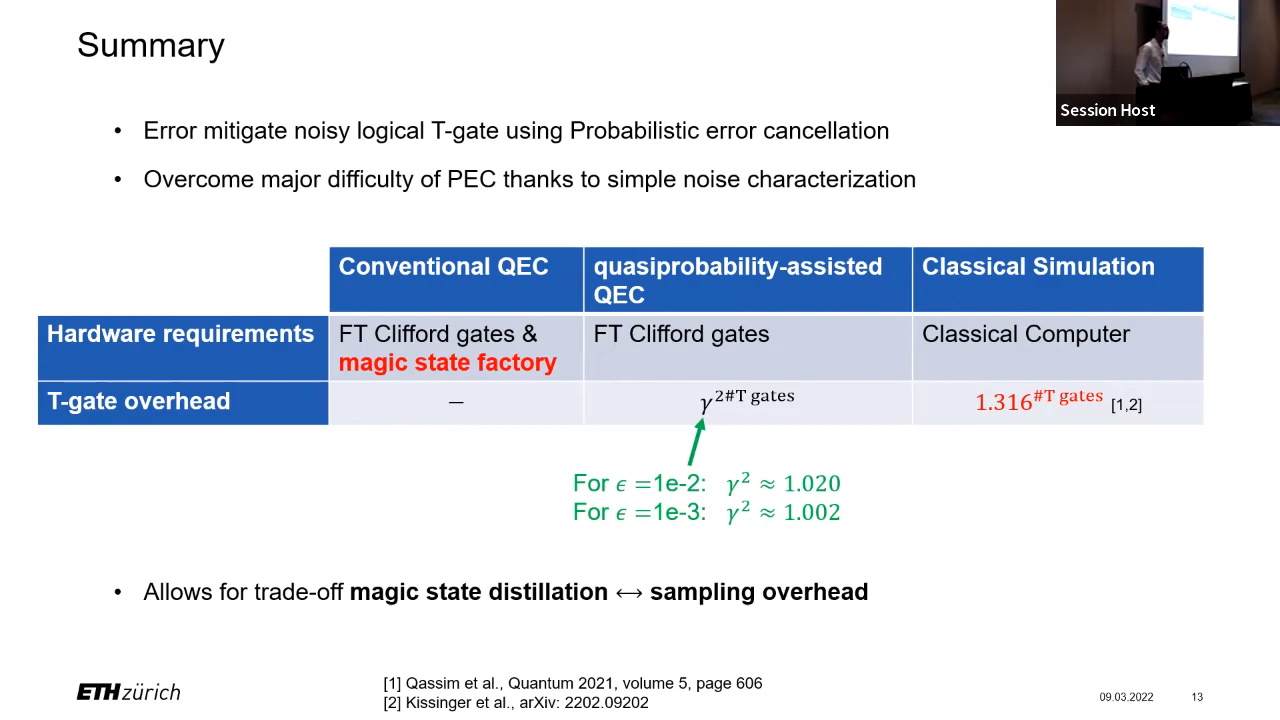 Summary
Session Host
• Error mitigate noisy logical T-gate using Probabilistic error cancellation
• Overcome major difficulty of PEC thanks to simple noise characterization
Conventional QEC
quasiprobability-assisted
QEC
Classical Simulation
Hardware requirements
FT Clifford gates &
magic state factory
FT Clifford gates
Classical Computer
T-gate overhead
−
γ^2#T gates
1.316^#T gates [1,2]
For ϵ =1e-2: γ² ≈ 1.020
For ϵ =1e-3: γ² ≈ 1.002
• Allows for trade-off magic state distillation ↔ sampling overhead
ETH zürich
[1] Qassim et al., Quantum 2021, volume 5, page 606
[2] Kissinger et al., arXiv: 2202.09202
09.03.2022
13